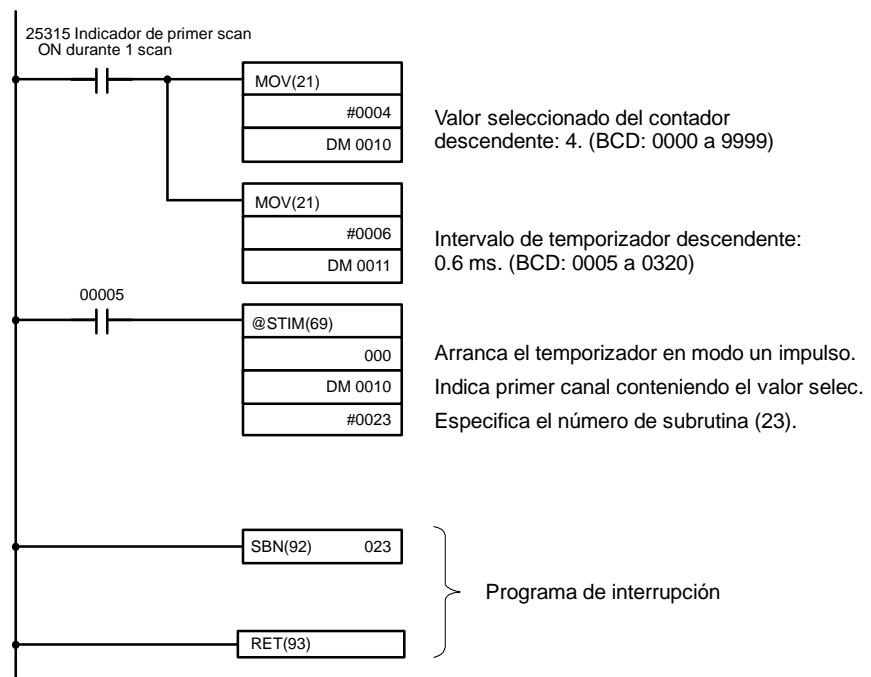 25315 Indicador de primer scan
ON durante 1 scan
MOV(21)
#0004
DM 0010
Valor seleccionado del contador
descendente: 4. (BCD: 0000 a 9999)
MOV(21)
#0006
DM 0011
Intervalo de temporizador descendente:
0.6 ms. (BCD: 0005 a 0320)
00005
@STIM(69)
000
Arranca el temporizador en modo un impulso.
DM 0010
Indica primer canal conteniendo el valor selec.
#0023
Especifica el número de subrutina (23).
SBN(92) 023
Programa de interrupción
RET(93)